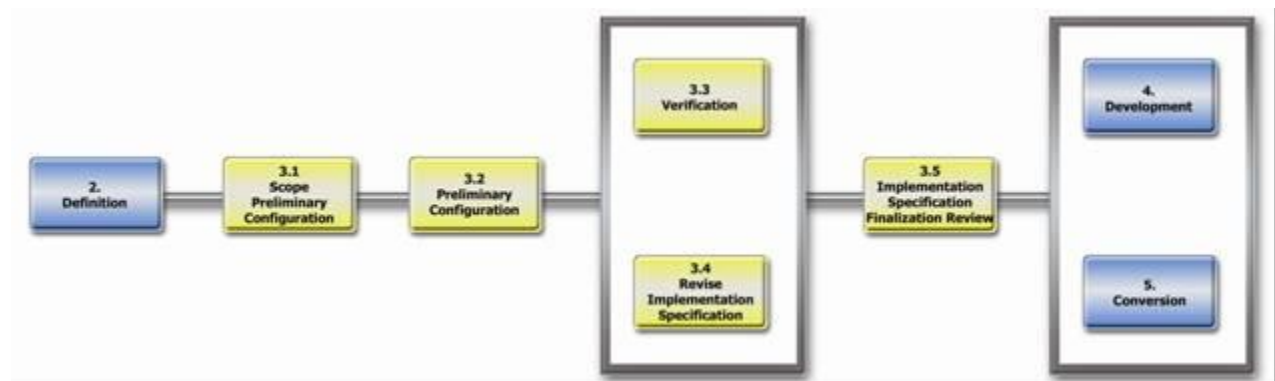 2.
Definition
3.1
Scope
Preliminary
Configuration
3.2
Preliminary
Configuration
3.3
Verification
3.4
Revise
Implementation
Specification
3.5
Implementation
Specification
Finalization Review
4.
Development
5.
Conversion